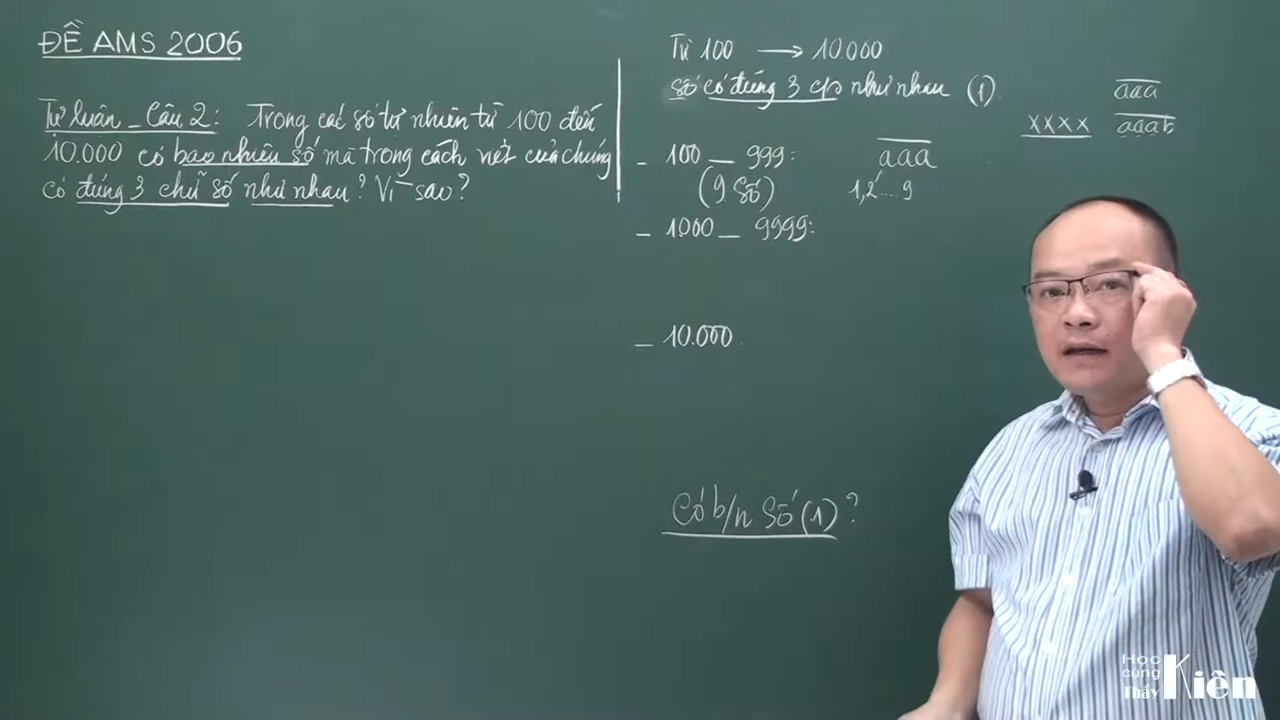 ĐỀ AMS 2006
Tự luận _ Câu 2: Trong các số tự nhiên từ 100 đến
10.000 có bao nhiêu số mà trong cách viết của chúng
có đúng 3 chữ số như nhau? Vì sao?
Từ 100 → 10.000
số có đúng 3 c/s như nhau (1)
aaa
xxxx aaab
- 100 _ 999: aaa
(9 số) 1,2...9
- 1000 _ 9999:
- 10.000
Có b/n số (1)?
Học
cùng
Thầy
Kiên